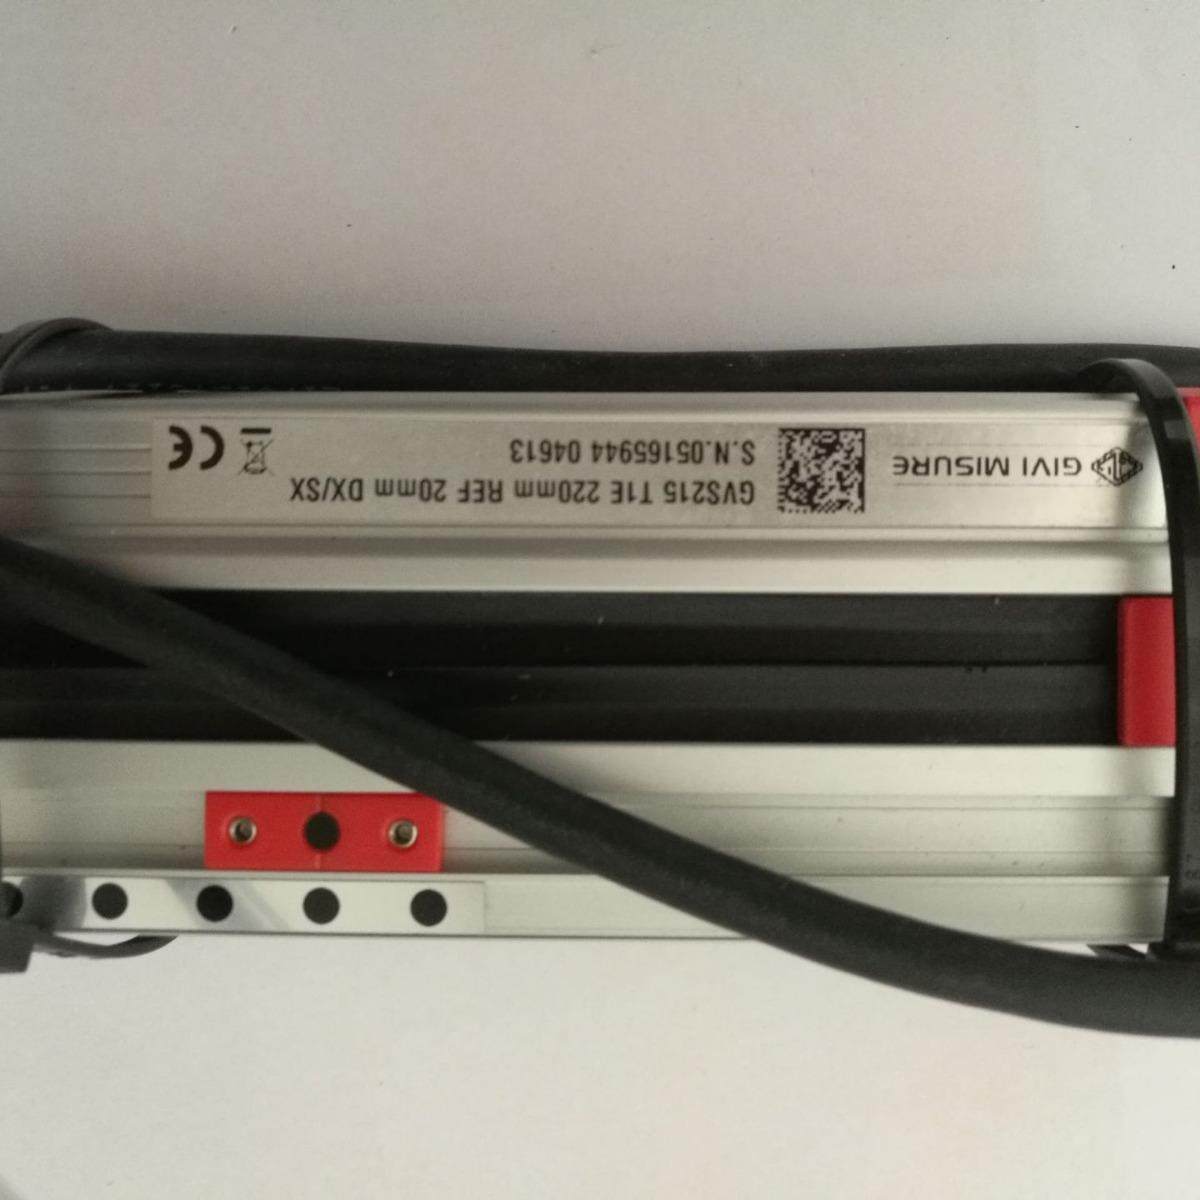 GIVI MISURE
GVS215 T1E 220mm REF 20mm DX/SX
S.N.05165944 04613
CE